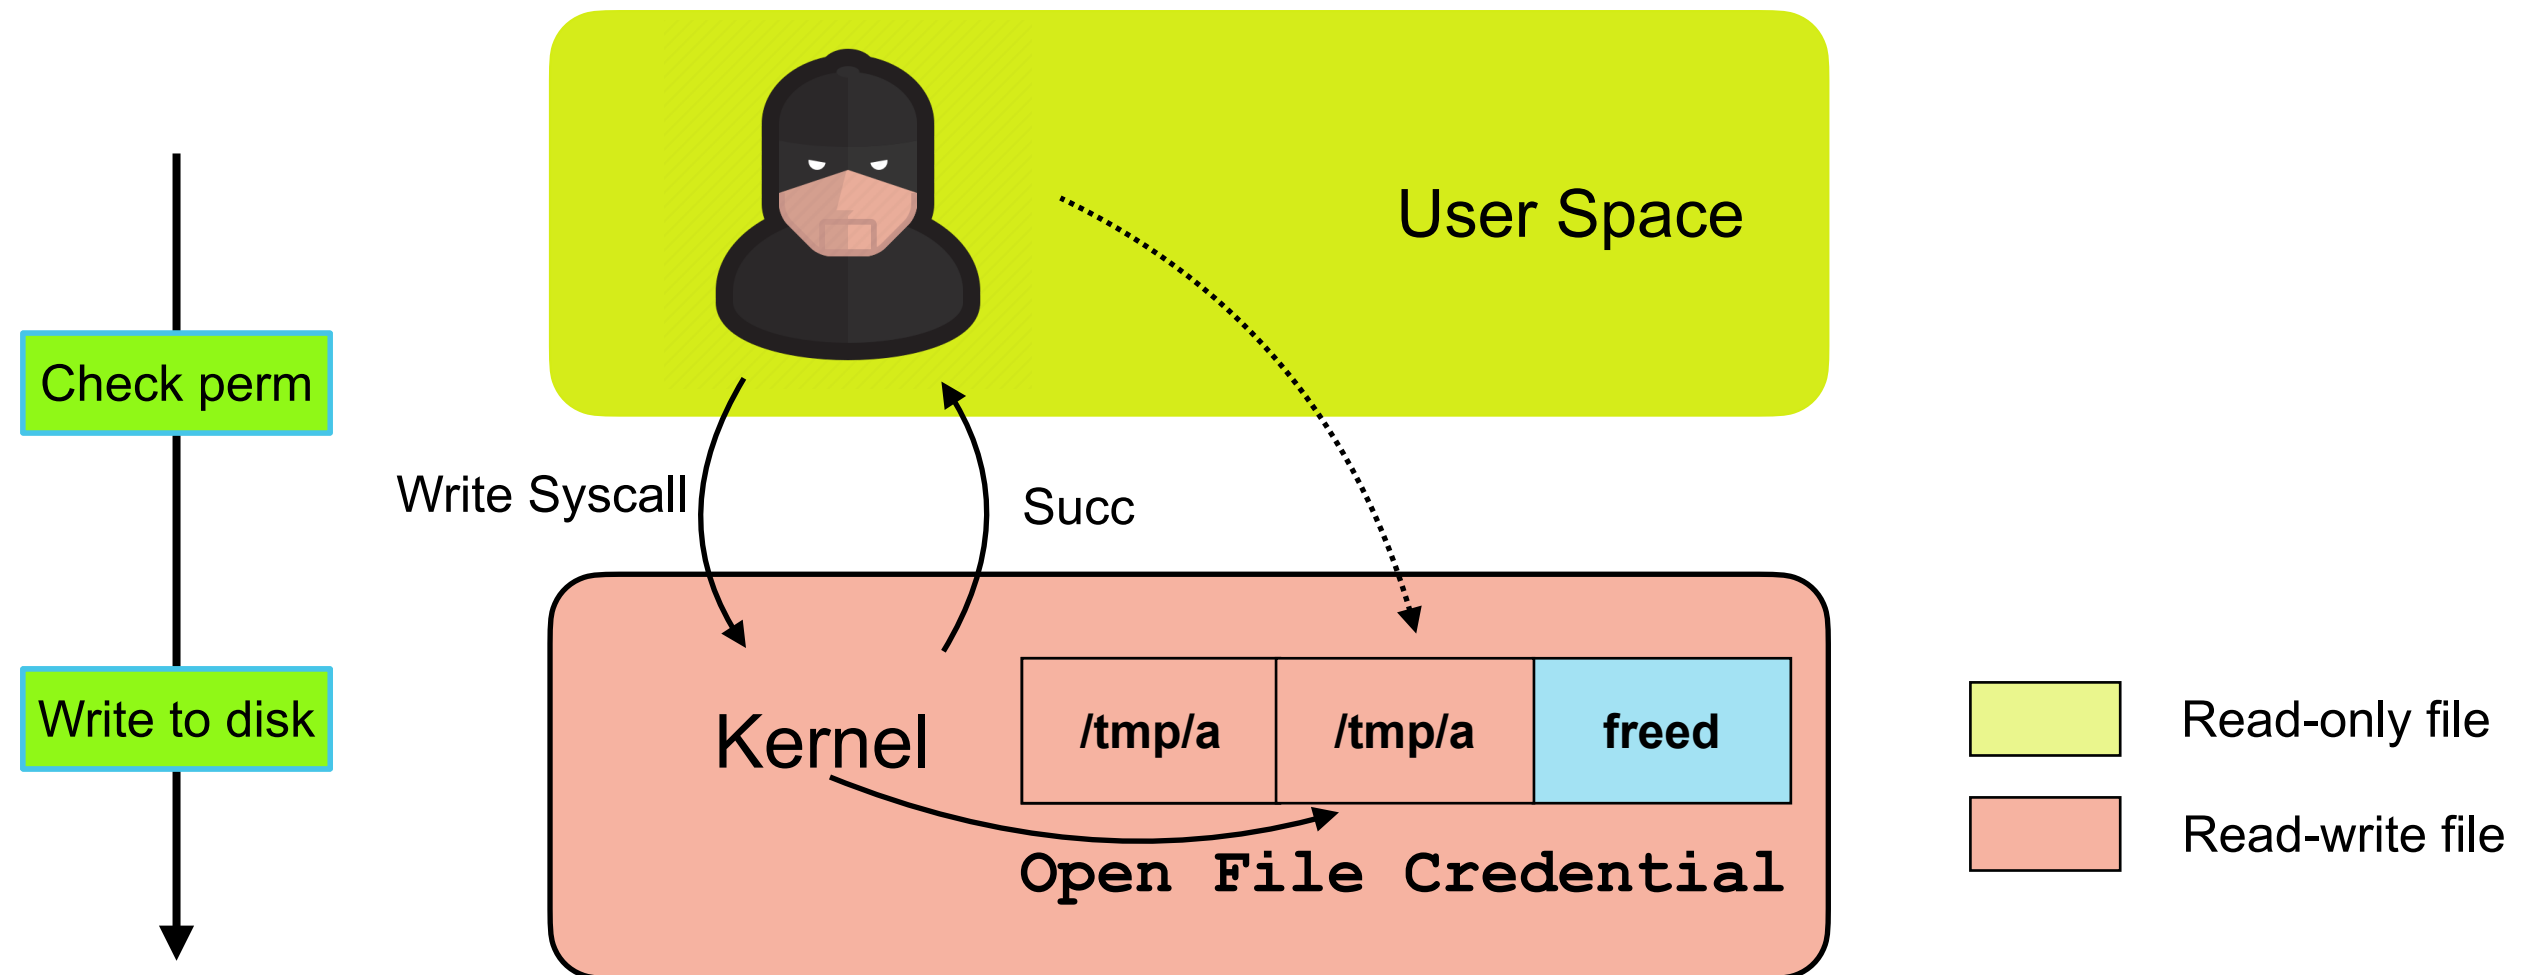 User Space
Check perm
Write Syscall
Succ
Write to disk
Kernel
/tmp/a
/tmp/a
freed
Open File Credential
Read-only file
Read-write file